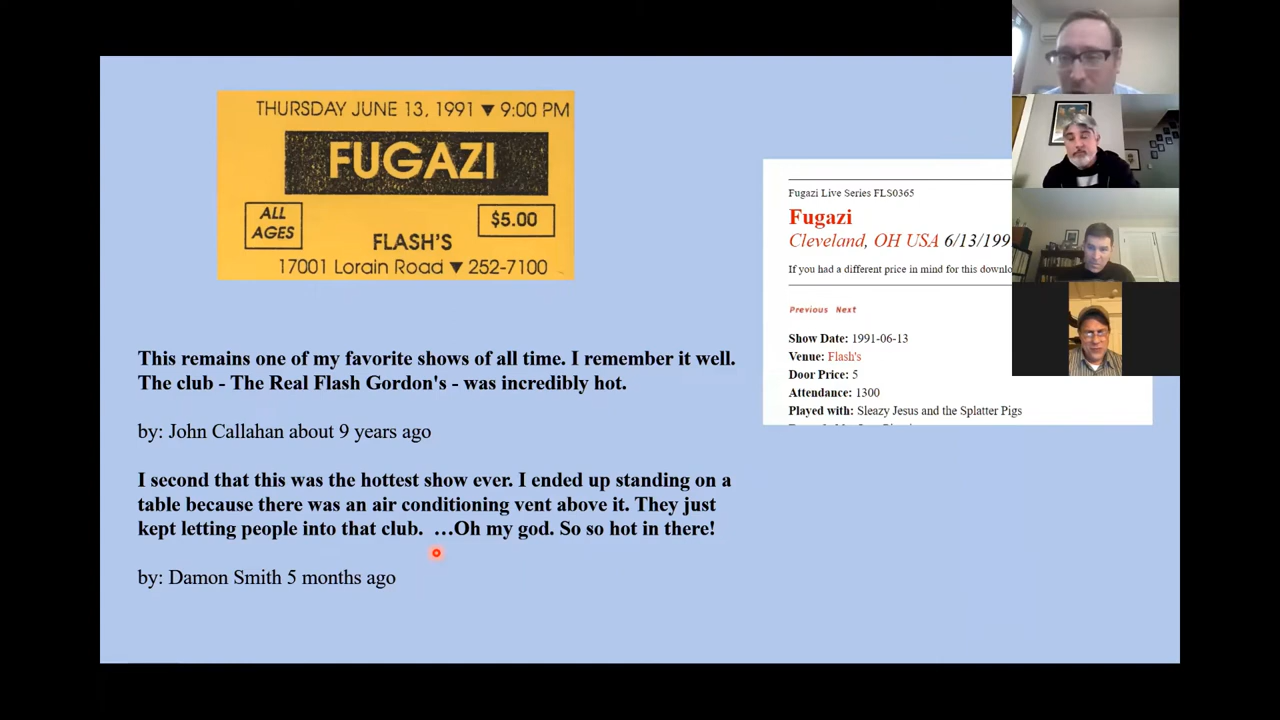 THURSDAY JUNE 13, 1991 ▼ 9:00 PM
FUGAZI
ALL
AGES
$5.00
FLASH'S
17001 Lorain Road ▼ 252-7100
This remains one of my favorite shows of all time. I remember it well.
The club - The Real Flash Gordon's - was incredibly hot.
by: John Callahan about 9 years ago
I second that this was the hottest show ever. I ended up standing on a
table because there was an air conditioning vent above it. They just
kept letting people into that club.  …Oh my god. So so hot in there!
by: Damon Smith 5 months ago
Fugazi Live Series FLS0365
Fugazi
Cleveland, OH USA 6/13/199
If you had a different price in mind for this downlo
Previous Next
Show Date: 1991-06-13
Venue: Flash's
Door Price: 5
Attendance: 1300
Played with: Sleazy Jesus and the Splatter Pigs